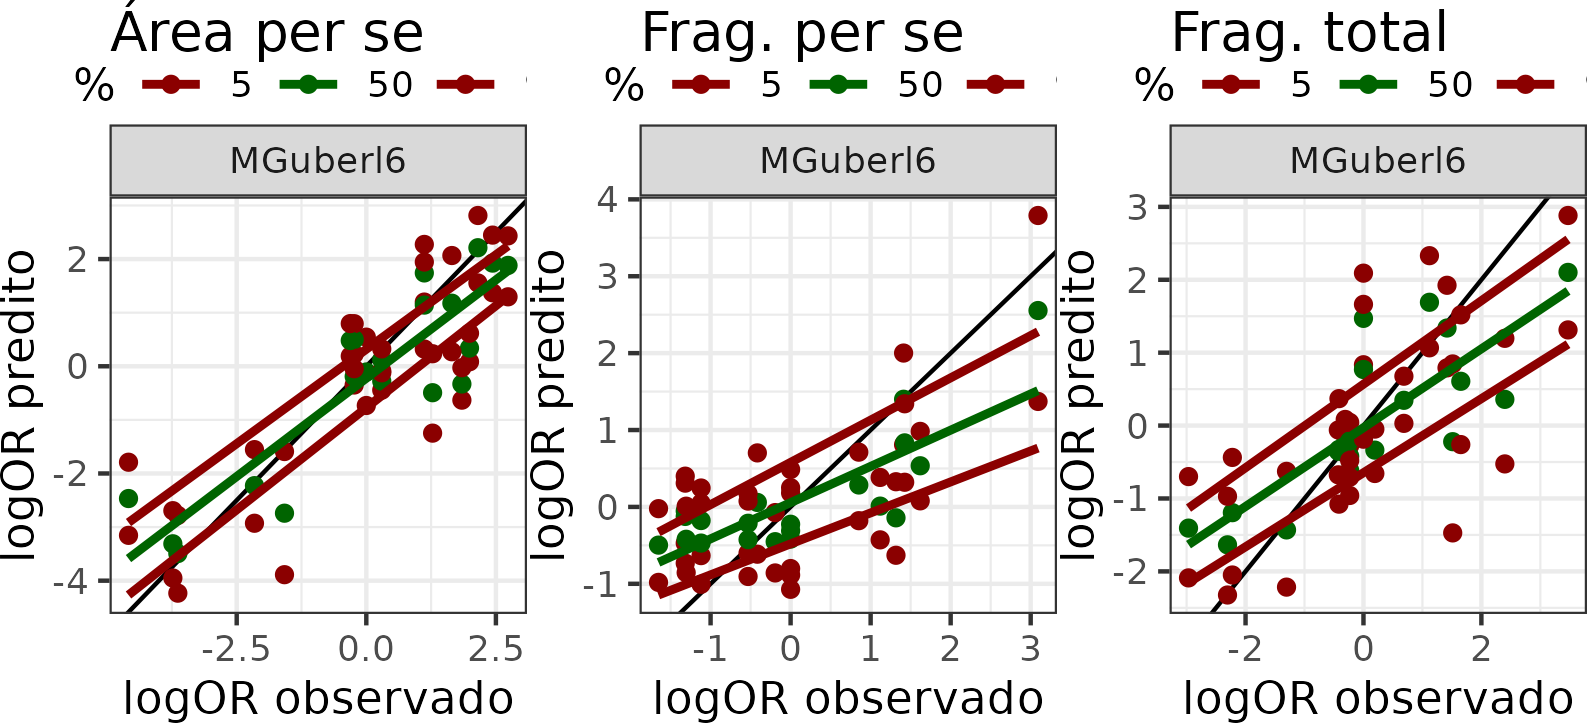 Área per se
% 5 50
MGuberl6
2
0
-2
-4
-2.5 0.0 2.5
logOR predito
logOR observado
Frag. per se
% 5 50
MGuberl6
4
3
2
1
0
-1
-1 0 1 2 3
logOR predito
logOR observado
Frag. total
% 5 50
MGuberl6
3
2
1
0
-1
-2
-2 0 2
logOR predito
logOR observado